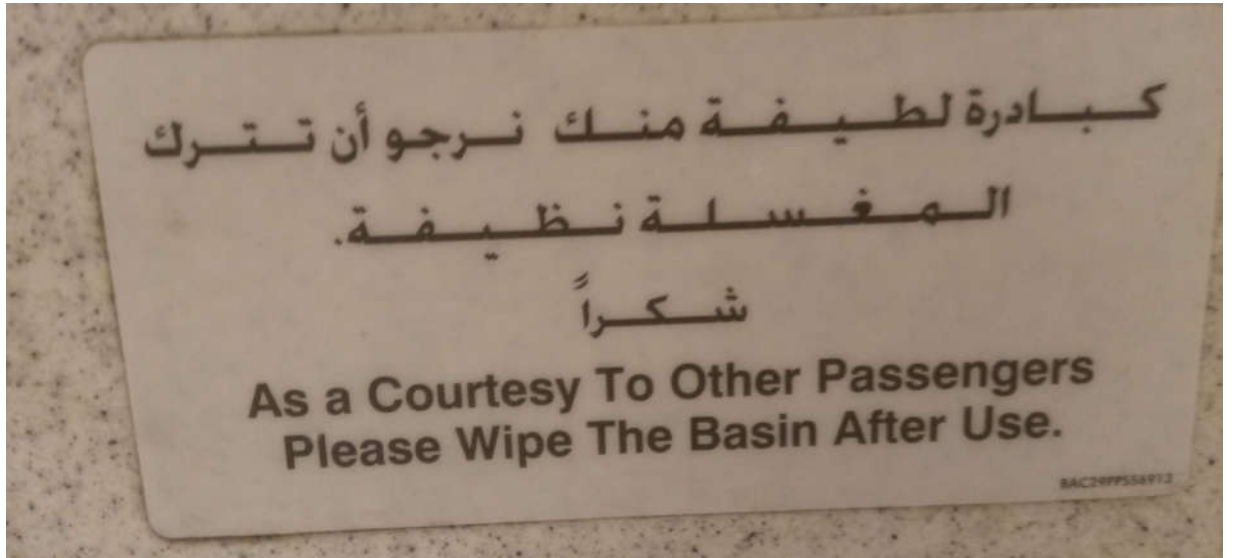 كبادرة لطيفة منك نرجو أن تترك
المغسلة نظيفة.
شكراً
As a Courtesy To Other Passengers
Please Wipe The Basin After Use.